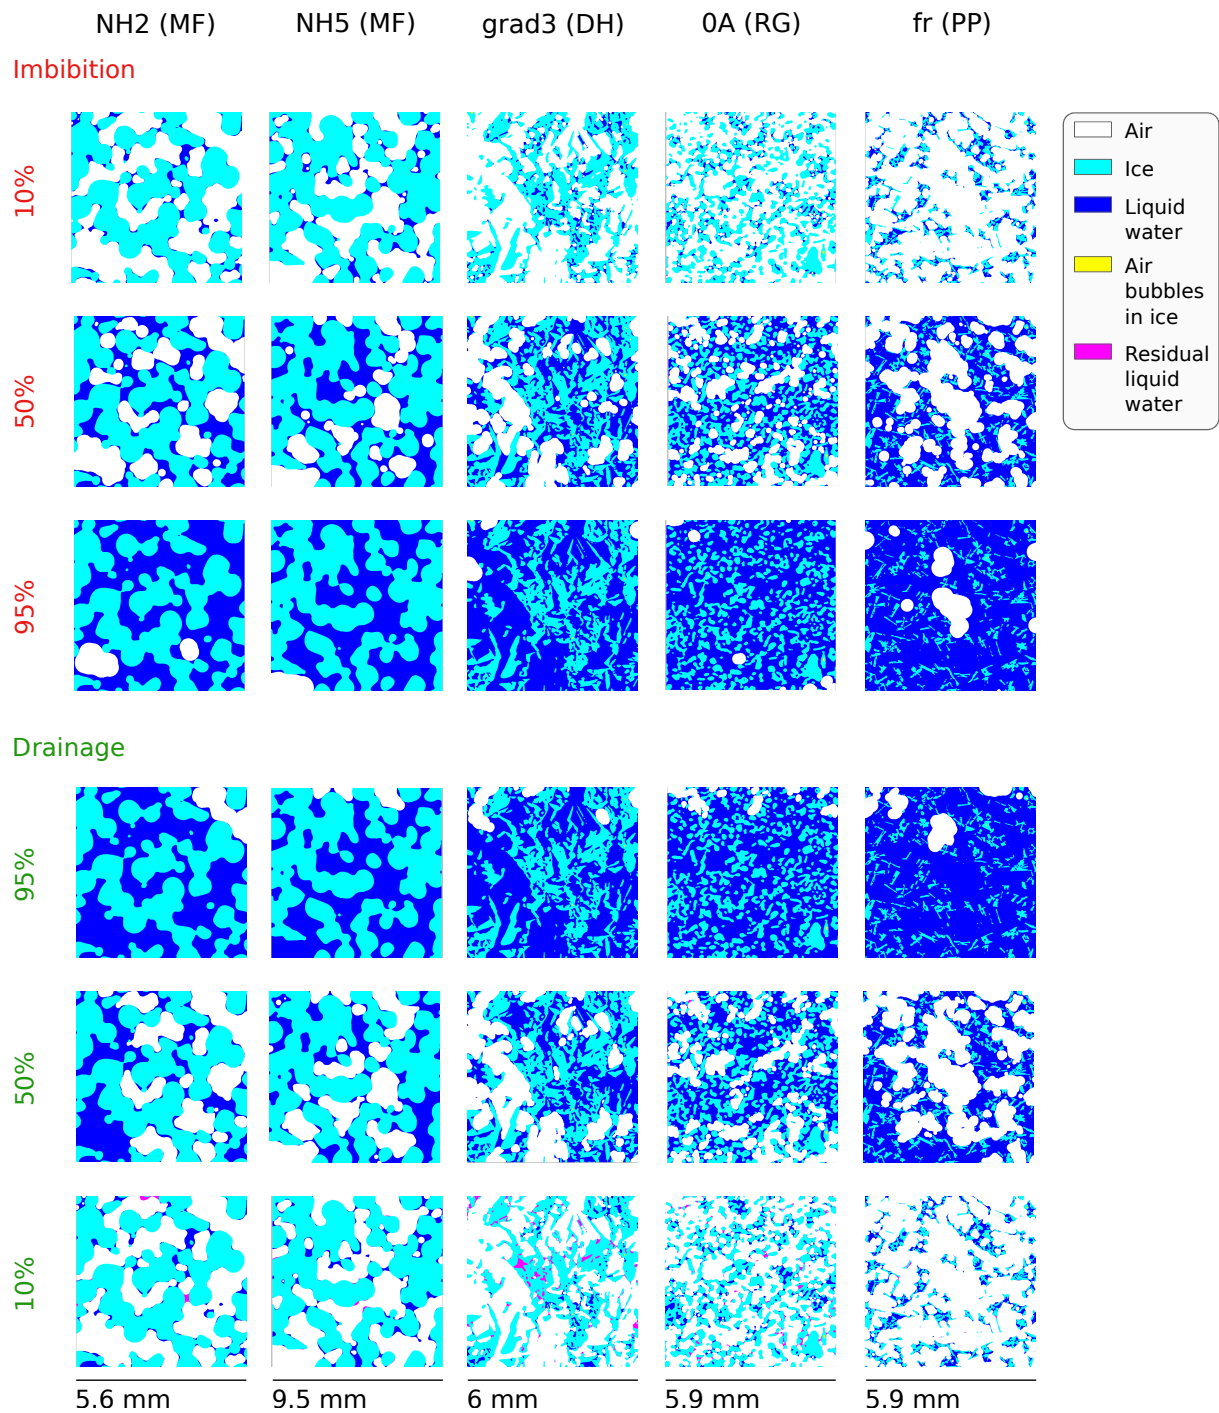 NH2 (MF) NH5 (MF) grad3 (DH) 0A (RG) fr (PP)
Imbibition
10%
50%
95%
Air
Ice
Liquid
water
Air
bubbles
in ice
Residual
liquid
water
Drainage
95%
50%
10%
5.6 mm 9.5 mm 6 mm 5.9 mm 5.9 mm